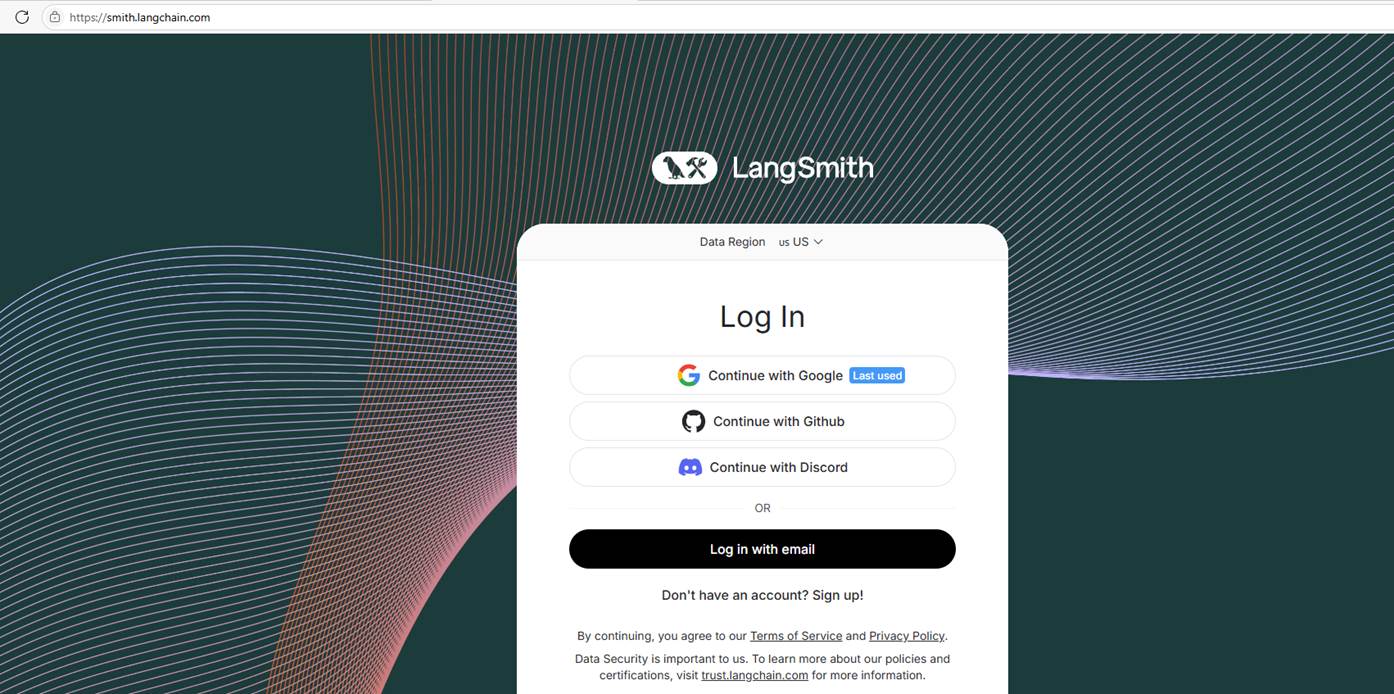 https://smith.langchain.com
LangSmith
Data Region us US
Log In
Continue with Google Last used
Continue with Github
Continue with Discord
OR
Log in with email
Don't have an account? Sign up!
By continuing, you agree to our Terms of Service and Privacy Policy.
Data Security is important to us. To learn more about our policies and
certifications, visit trust.langchain.com for more information.